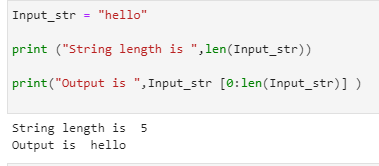 Input_str = "hello"
print ("String length is ",len(Input_str))
print("Output is ",Input_str [0:len(Input_str)] )
String length is  5
Output is  hello